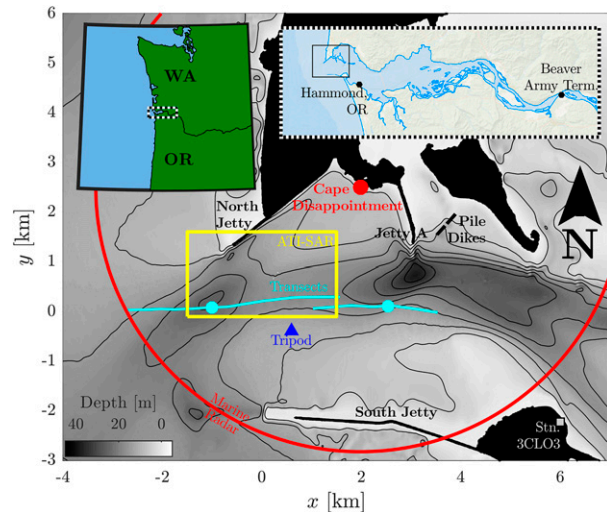 6
5
4
3
2
1
0
-1
-2
-3
y [km]
WA
OR
Hammond,
OR
Beaver
Army Term.
North
Jetty
Cape
Disappointment
Jetty A
Pile
Dikes
N
ATI-SAR
Transects
Tripod
Marine
Radar
South Jetty
Stn.
3CLO3
Depth [m]
40 20 0
-4 -2 0 2 4 6
x [km]